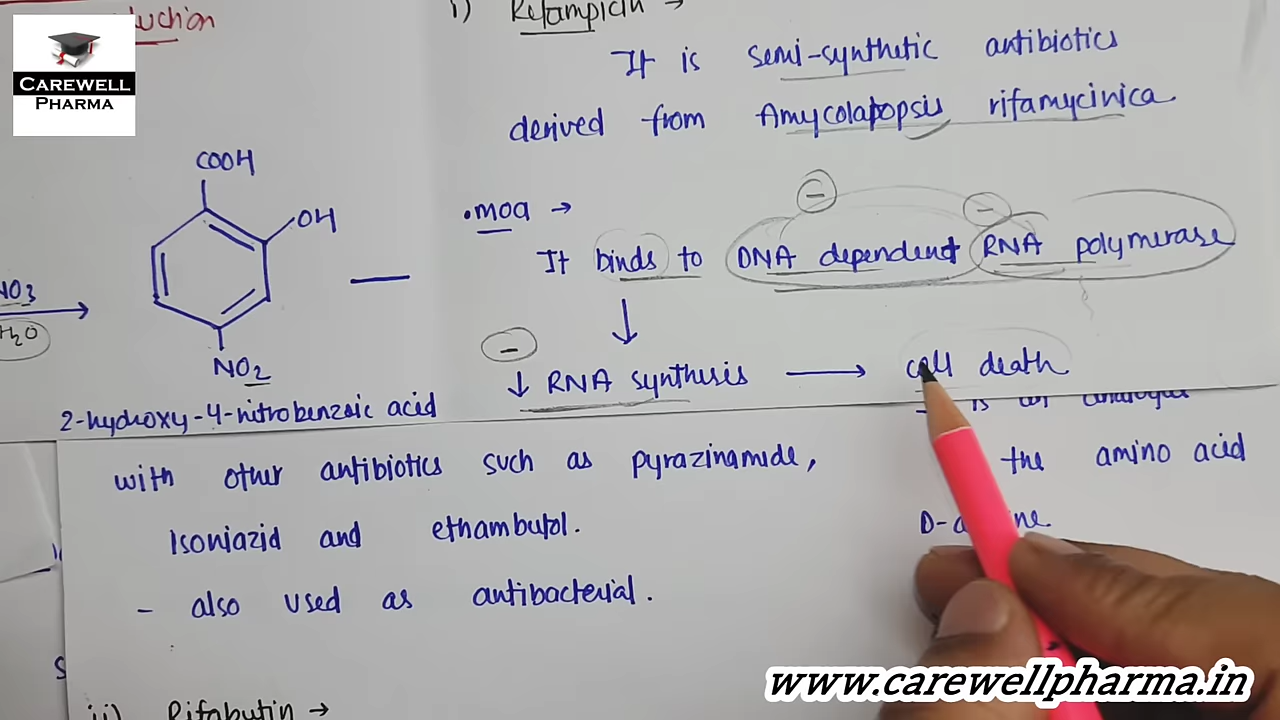 CAREWELL
PHARMA
COOH
OH
NO3
H2O
NO2
2-hydroxy-4-nitrobenzoic acid
i) Rifampicin →
It is semi-synthetic antibiotics
derived from Amycolapopsis rifamycinica
•moa →
It binds to DNA dependent RNA polymerase
↓
↓ RNA synthesis → cell death
with other antibiotics such as pyrazinamide,
Isoniazid and ethambutol.
- also used as antibacterial.
ii) Rifabutin →
the amino acid
www.carewellpharma.in